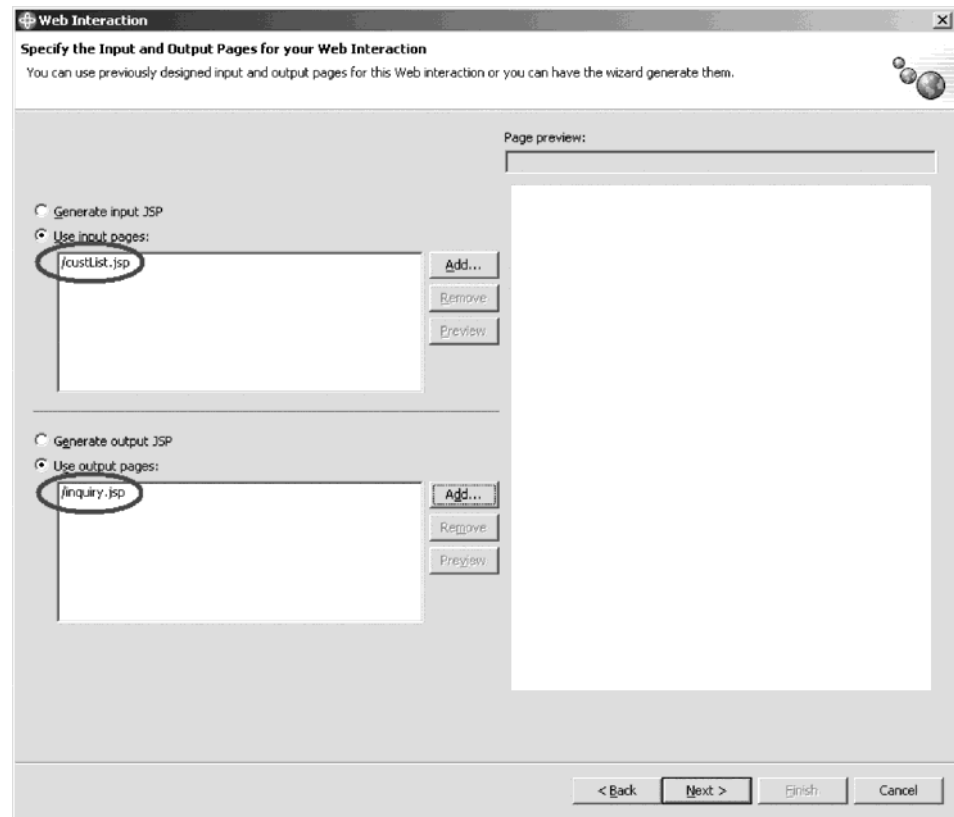 Web Interaction
Specify the Input and Output Pages for your Web Interaction
You can use previously designed input and output pages for this Web interaction or you can have the wizard generate them.
Page preview:
Generate input JSP
Use input pages:
/custList.jsp
Add...
Remove
Preview
Generate output JSP
Use output pages:
/inquiry.jsp
Add...
Remove
Preview
< Back
Next >
Finish
Cancel